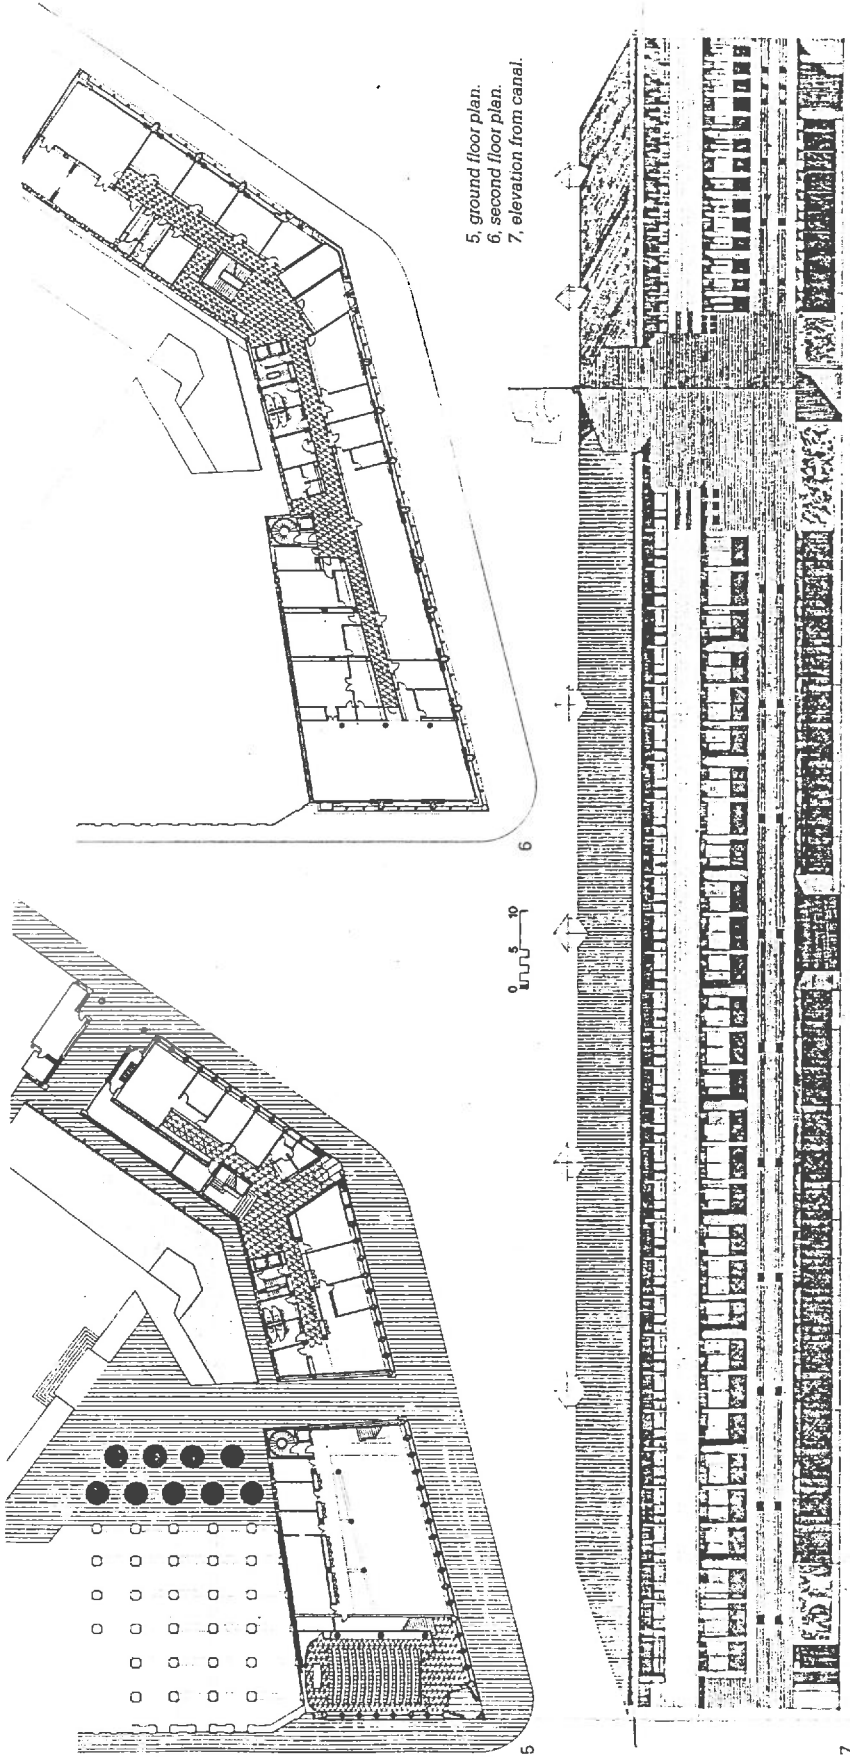 5, ground floor plan.
6, second floor plan.
7, elevation from canal.
6
0 5 10
5
7